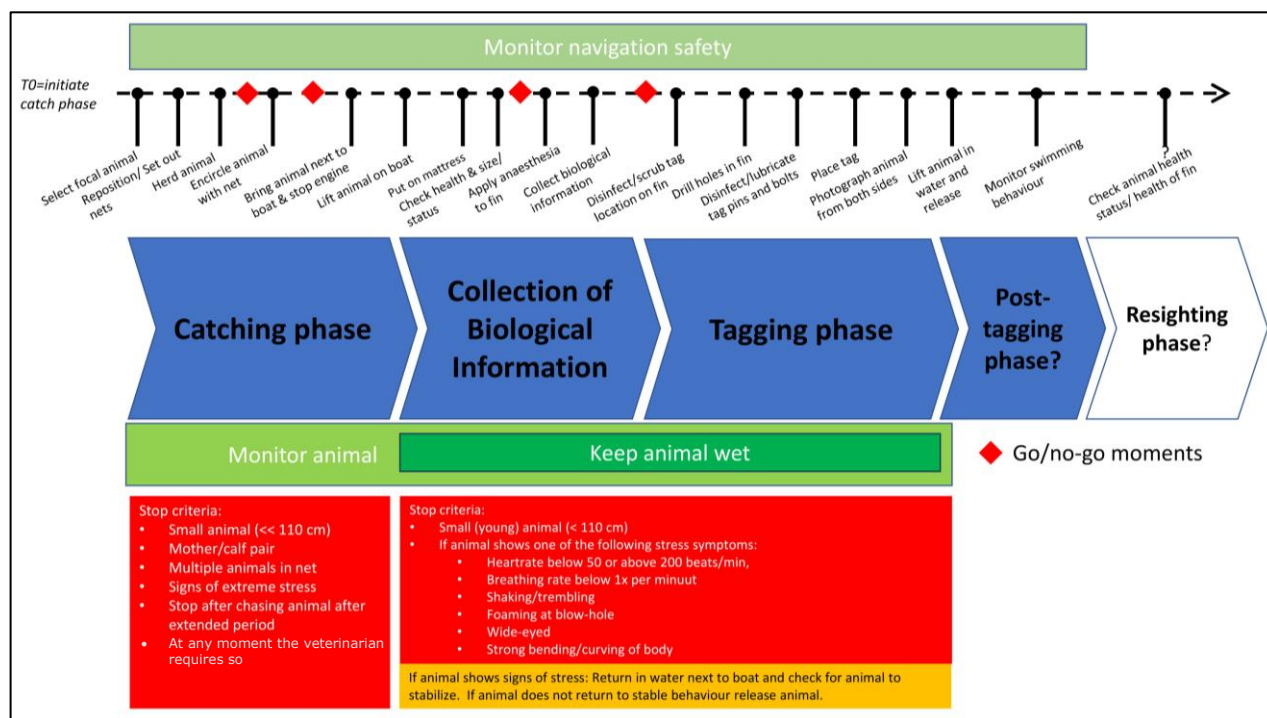 Monitor navigation safety
T0=initiate
catch phase
Select focal animal
Reposition/ Set out
nets
Herd animal
Encircle animal
with net
Bring animal next to
boat & stop engine
Lift animal on boat
Put on mattress
Check health & size/
status
Apply anaesthesia
to fin
Collect biological
information
Disinfect/scrub tag
location on fin
Drill holes in fin
Disinfect/lubricate
tag pins and bolts
Place tag
Photograph animal
from both sides
Lift animal in
water and
release
Monitor swimming
behaviour
?
Check animal health
status/ health of fin
Catching phase
Collection of
Biological
Information
Tagging phase
Post-
tagging
phase?
Resighting
phase?
Monitor animal
Keep animal wet
Go/no-go moments
Stop criteria:
• Small animal (<< 110 cm)
• Mother/calf pair
• Multiple animals in net
• Signs of extreme stress
• Stop after chasing animal after
extended period
• At any moment the veterinarian
requires so
Stop criteria:
• Small (young) animal (< 110 cm)
• If animal shows one of the following stress symptoms:
• Heartrate below 50 or above 200 beats/min,
• Breathing rate below 1x per minuut
• Shaking/trembling
• Foaming at blow-hole
• Wide-eyed
• Strong bending/curving of body
If animal shows signs of stress: Return in water next to boat and check for animal to
stabilize. If animal does not return to stable behaviour release animal.